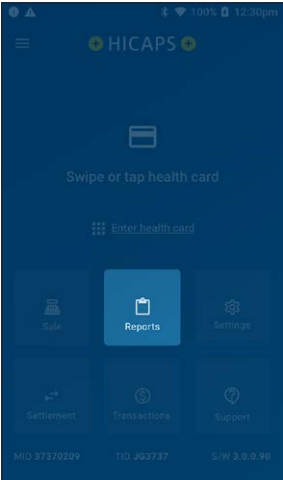 100% 12:30pm
HICAPS
Swipe or tap health card
Enter health card
Sale Reports Settings
Settlement Transactions Support
MID 37370209 TID JG3737 S/W 3.0.0.90